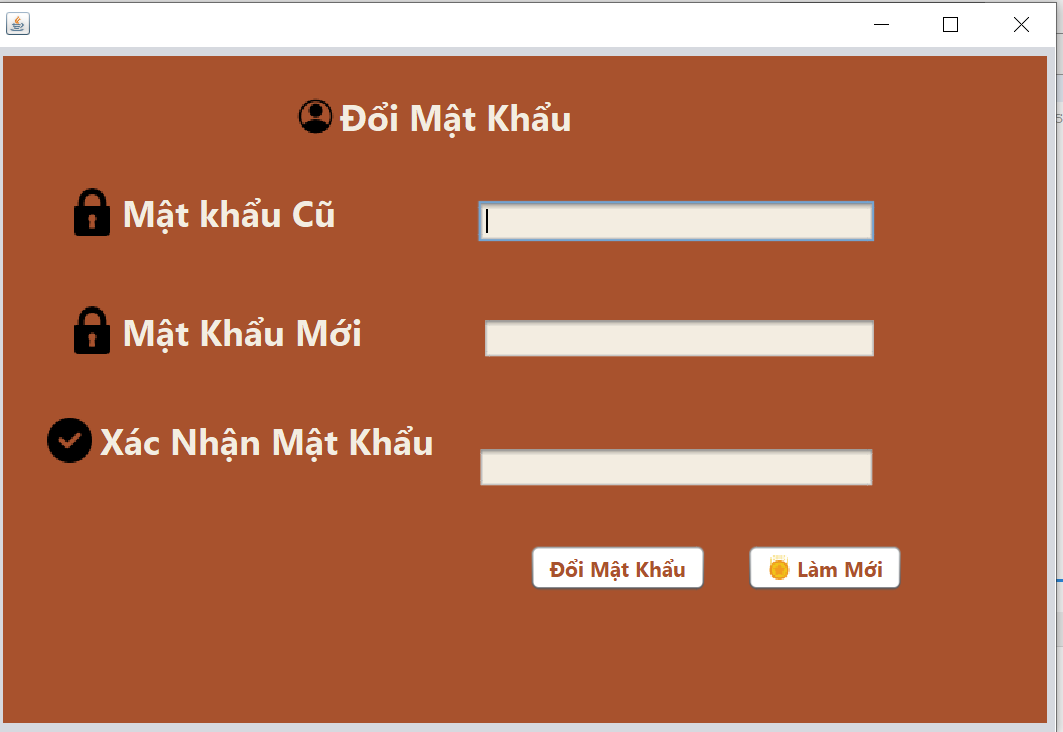 Đổi Mật Khẩu
Mật khẩu Cũ
Mật Khẩu Mới
Xác Nhận Mật Khẩu
Đổi Mật Khẩu
Làm Mới